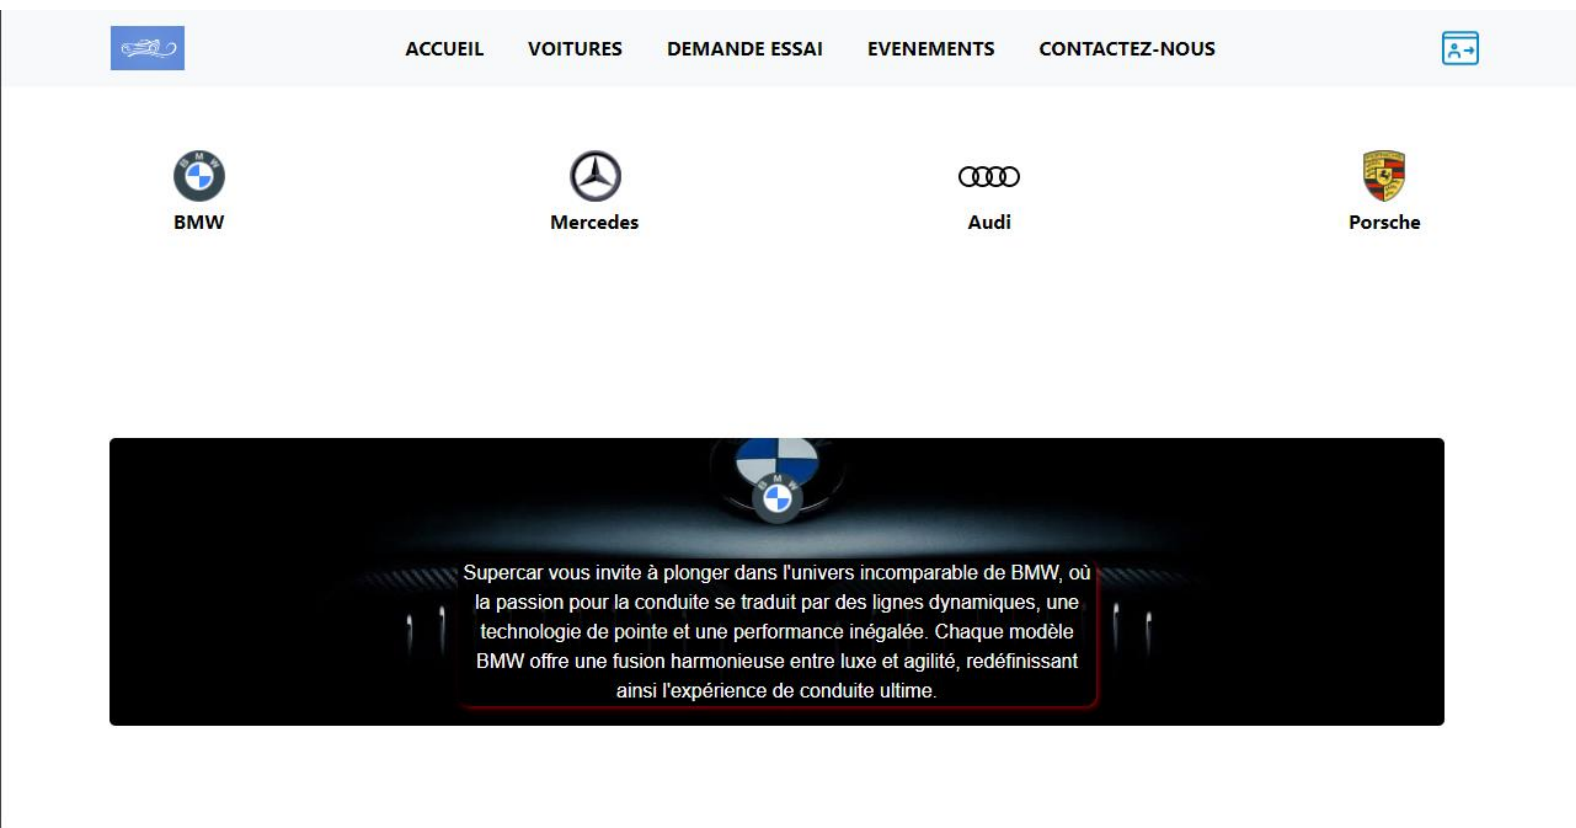 ACCUEIL VOITURES DEMANDE ESSAI EVENEMENTS CONTACTEZ-NOUS
BMW
BMW Mercedes Audi Porsche
BMW
Supercar vous invite à plonger dans l'univers incomparable de BMW, où
la passion pour la conduite se traduit par des lignes dynamiques, une
technologie de pointe et une performance inégalée. Chaque modèle
BMW offre une fusion harmonieuse entre luxe et agilité, redéfinissant
ainsi l'expérience de conduite ultime.